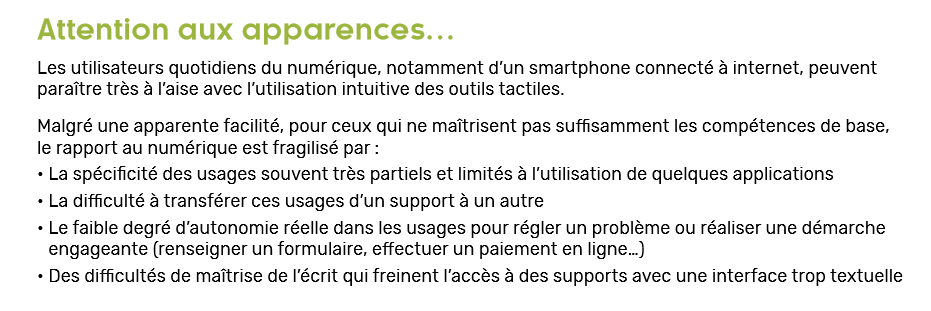 Attention aux apparences...
Les utilisateurs quotidiens du numérique, notamment d'un smartphone connecté à internet, peuvent
paraître très à l'aise avec l'utilisation intuitive des outils tactiles.
Malgré une apparente facilité, pour ceux qui ne maîtrisent pas suffisamment les compétences de base,
le rapport au numérique est fragilisé par :
• La spécificité des usages souvent très partiels et limités à l'utilisation de quelques applications
• La difficulté à transférer ces usages d'un support à un autre
• Le faible degré d'autonomie réelle dans les usages pour régler un problème ou réaliser une démarche
engageante (renseigner un formulaire, effectuer un paiement en ligne...)
• Des difficultés de maîtrise de l'écrit qui freinent l'accès à des supports avec une interface trop textuelle